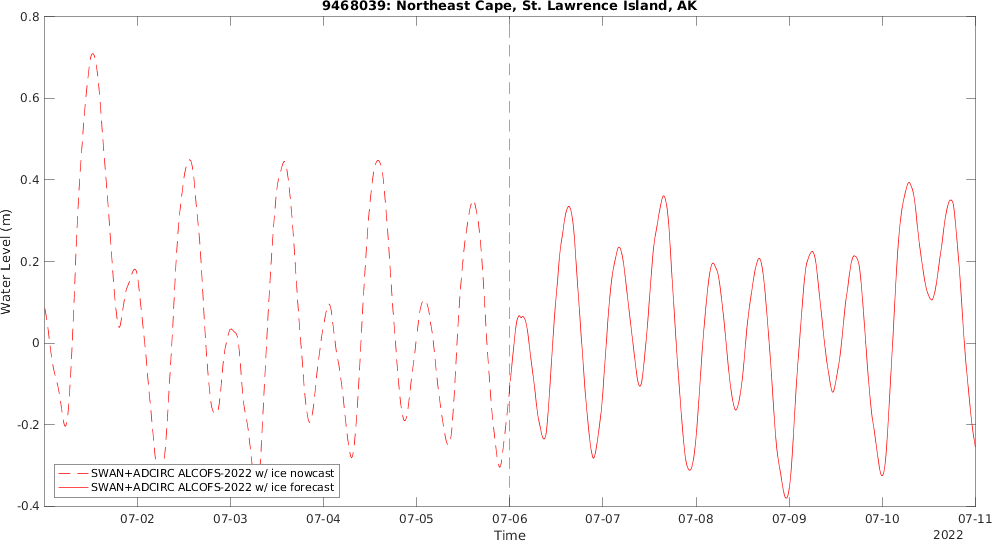 9468039: Northeast Cape, St. Lawrence Island, AK
0.8
0.6
0.4
0.2
0
-0.2
-0.4
Water Level (m)
SWAN+ADCIRC ALCOFS-2022 w/ ice nowcast
SWAN+ADCIRC ALCOFS-2022 w/ ice forecast
07-02 07-03 07-04 07-05 07-06 07-07 07-08 07-09 07-10 07-11
Time
2022